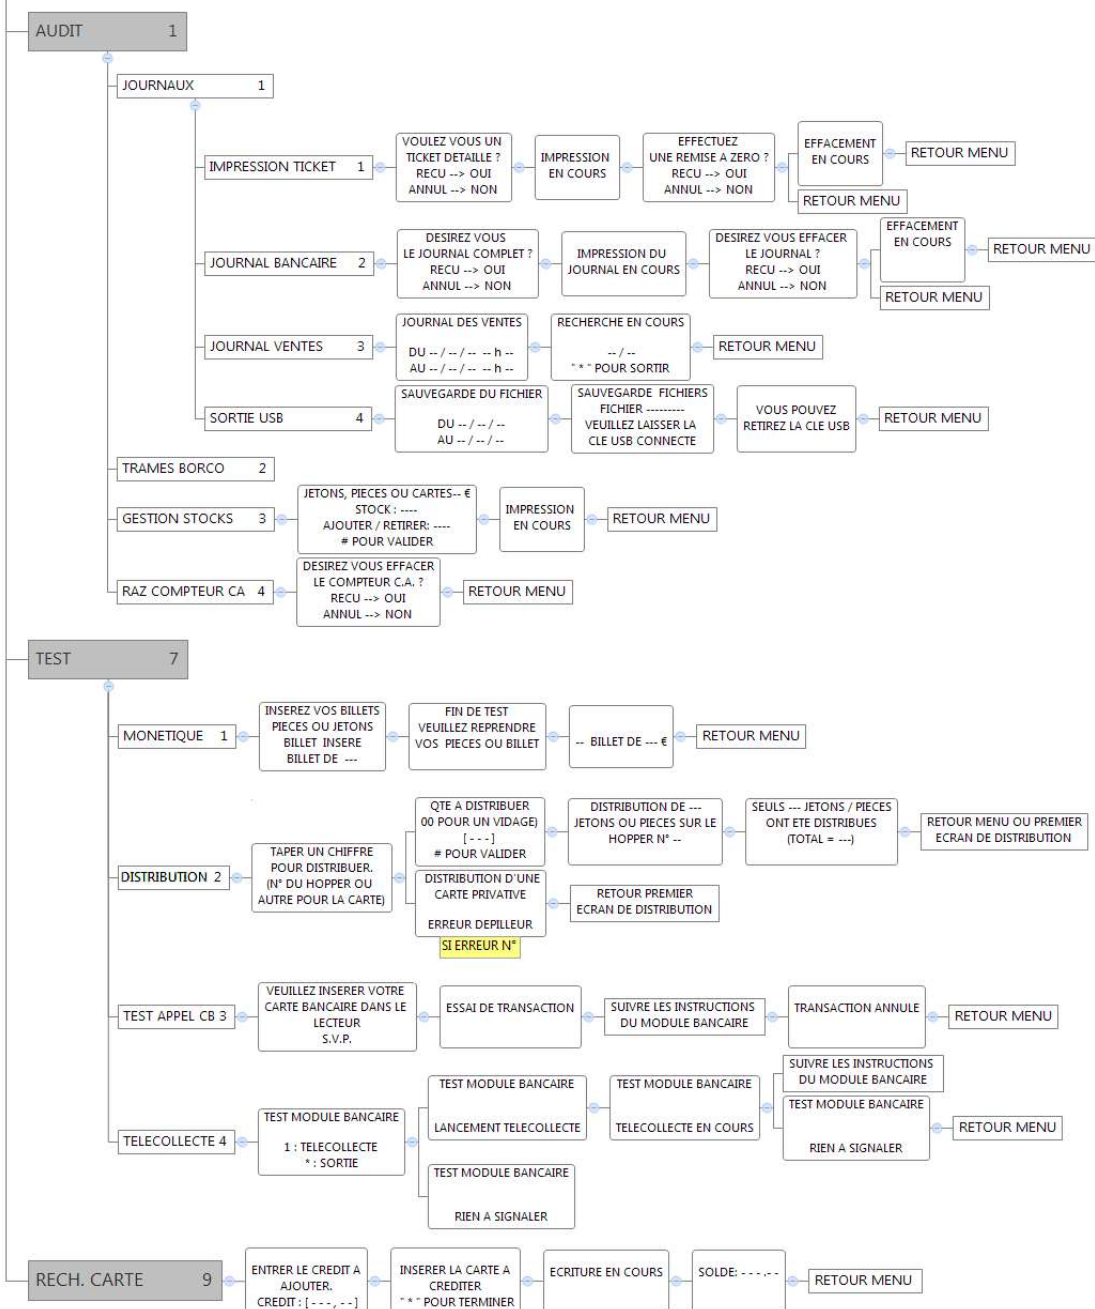 AUDIT 1
JOURNAUX 1
IMPRESSION TICKET 1
VOULEZ VOUS UN
TICKET DETAILLE ?
RECU --> OUI
ANNUL --> NON
IMPRESSION
EN COURS
EFFECTUEZ
UNE REMISE A ZERO ?
RECU --> OUI
ANNUL --> NON
EFFACEMENT
EN COURS
RETOUR MENU
RETOUR MENU
JOURNAL BANCAIRE 2
DESIREZ VOUS
LE JOURNAL COMPLET ?
RECU --> OUI
ANNUL --> NON
IMPRESSION DU
JOURNAL EN COURS
DESIREZ VOUS EFFACER
LE JOURNAL ?
RECU --> OUI
ANNUL --> NON
EFFACEMENT
EN COURS
RETOUR MENU
RETOUR MENU
JOURNAL VENTES 3
JOURNAL DES VENTES
DU -- / -- / -- -- h --
AU -- / -- / -- -- h --
RECHERCHE EN COURS
-- / --
" * " POUR SORTIR
RETOUR MENU
SORTIE USB 4
SAUVEGARDE DU FICHIER
DU -- / -- / --
AU -- / -- / --
SAUVEGARDE FICHIERS
FICHIER ---------
VEUILLEZ LAISSER LA
CLE USB CONNECTE
VOUS POUVEZ
RETIREZ LA CLE USB
RETOUR MENU
TRAMES BORCO 2
GESTION STOCKS 3
JETONS, PIECES OU CARTES-- €
STOCK : ----
AJOUTER / RETIRER: ----
# POUR VALIDER
IMPRESSION
EN COURS
RETOUR MENU
RAZ COMPTEUR CA 4
DESIREZ VOUS EFFACER
LE COMPTEUR C.A. ?
RECU --> OUI
ANNUL --> NON
RETOUR MENU
TEST 7
MONETIQUE 1
INSEREZ VOS BILLETS
PIECES OU JETONS
BILLET INSERE
BILLET DE ---
FIN DE TEST
VEUILLEZ REPRENDRE
VOS PIECES OU BILLET
-- BILLET DE --- €
RETOUR MENU
DISTRIBUTION 2
TAPER UN CHIFFRE
POUR DISTRIBUER.
(N° DU HOPPER OU
AUTRE POUR LA CARTE)
QTE A DISTRIBUER
00 POUR UN VIDAGE)
[ - - - ]
# POUR VALIDER
DISTRIBUTION DE ---
JETONS OU PIECES SUR LE
HOPPER N° --
SEULS --- JETONS / PIECES
ONT ETE DISTRIBUES
(TOTAL = ---)
RETOUR MENU OU PREMIER
ECRAN DE DISTRIBUTION
DISTRIBUTION D'UNE
CARTE PRIVATIVE
ERREUR DEPILLEUR
RETOUR PREMIER
ECRAN DE DISTRIBUTION
SI ERREUR N°
TEST APPEL CB 3
VEUILLEZ INSERER VOTRE
CARTE BANCAIRE DANS LE
LECTEUR
S.V.P.
ESSAI DE TRANSACTION
SUIVRE LES INSTRUCTIONS
DU MODULE BANCAIRE
TRANSACTION ANNULE
RETOUR MENU
TELECOLLECTE 4
TEST MODULE BANCAIRE
1 : TELECOLLECTE
* : SORTIE
TEST MODULE BANCAIRE
LANCEMENT TELECOLLECTE
TEST MODULE BANCAIRE
TELECOLLECTE EN COURS
SUIVRE LES INSTRUCTIONS
DU MODULE BANCAIRE
TEST MODULE BANCAIRE
RIEN A SIGNALER
RETOUR MENU
TEST MODULE BANCAIRE
RIEN A SIGNALER
RECH. CARTE 9
ENTRER LE CREDIT A
AJOUTER.
CREDIT : [ - - - , - - ]
INSERER LA CARTE A
CREDITER
" * " POUR TERMINER
ECRITURE EN COURS
SOLDE: - - - ,- -
RETOUR MENU